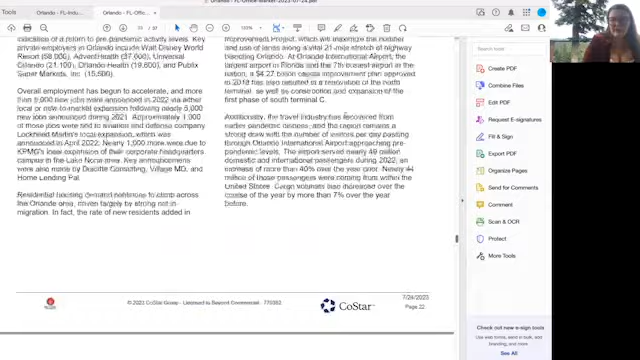 Orlando - FL-Office-Market-2023-07-24.pdf
Tools
Orlando - FL-Indu...
Orlando - FL-Offic...
/ 37
Search tools
Create PDF
Combine Files
Edit PDF
Request E-signatures
Fill & Sign
Export PDF
Organize Pages
Send for Comments
Comment
Scan & OCR
Protect
More Tools
indication of a return to pre-pandemic activity levels. Key
private employers in Orlando include Walt Disney World
Resort (58,000), AdventHealth (37,000), Universal
Orlando (21,100), Orlando Health (19,600), and Publix
Super Markets, Inc (15,500).
Overall employment has begun to accelerate, and more
than 5,000 new jobs were announced in 2022 via either
local or new-to-market expansion following nearly 5,000
new jobs announced during 2021. Approximately 1,000
of those jobs were tied to aviation and defense company
Lockheed Martin's local expansion, which was
announced in April 2022. Nearly 1,000 more were due to
KPMG's local expansion of their corporate headquarters
campus in the Lake Nona area. Key announcements
were also made by Deloitte Consulting, Village MD, and
Home Lending Pal.
Residential housing demand continues to climb across
the Orlando area, driven largely by strong net in-
migration. In fact, the rate of new residents added in
Improvement Project, which will maximize the number
and use of lanes along a vital 21-mile stretch of highway
bisecting Orlando. At Orlando International Airport, the
largest airport in Florida and the 7th busiest airport in the
nation, a $4.27 billion capital improvement plan approved
in 2018 has also resulted in a renovation of the north
terminal, as well as construction and expansion of the
first phase of south terminal C.
Additionally, the travel industry has recovered from
earlier pandemic declines, and the region remains a
strong draw with the number of visitors per day passing
through Orlando International Airport approaching pre-
pandemic levels. The airport served nearly 49 million
domestic and international passengers during 2022, an
increase of more than 40% over the year prior. Nearly 44
million of those passengers were coming from within the
United States. Cargo volumes also increased over the
course of the year by more than 7% over the year
before.
© 2023 CoStar Group - Licensed to Beyond Commercial - 770382
CoStar
7/24/2023
Page 22
Check out new e-sign tools
See All